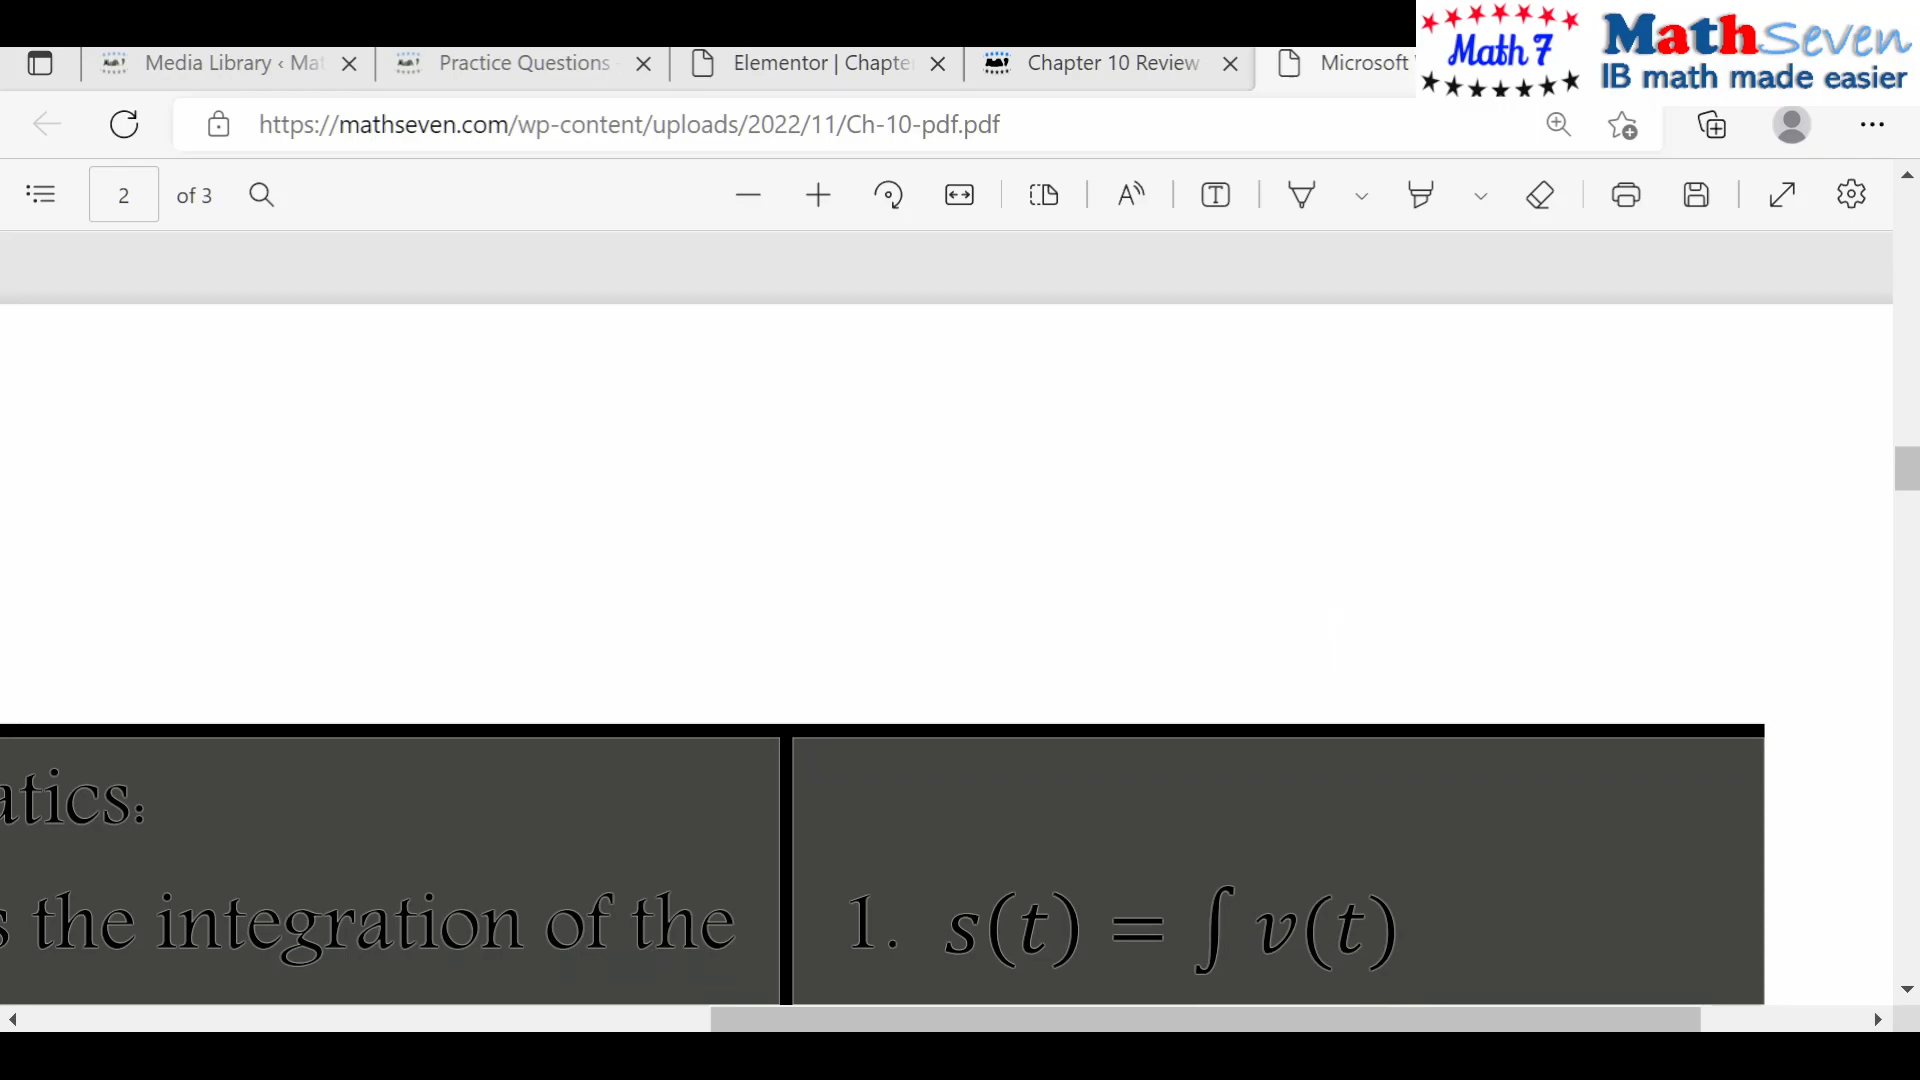 Math 7
MathSeven
IB math made easier
Media Library ‹ Mat
Practice Questions
Elementor | Chapte
Chapter 10 Review
Microsoft
https://mathseven.com/wp-content/uploads/2022/11/Ch-10-pdf.pdf
2 of 3
atics:
s the integration of the
1. s(t) = ∫ v(t)